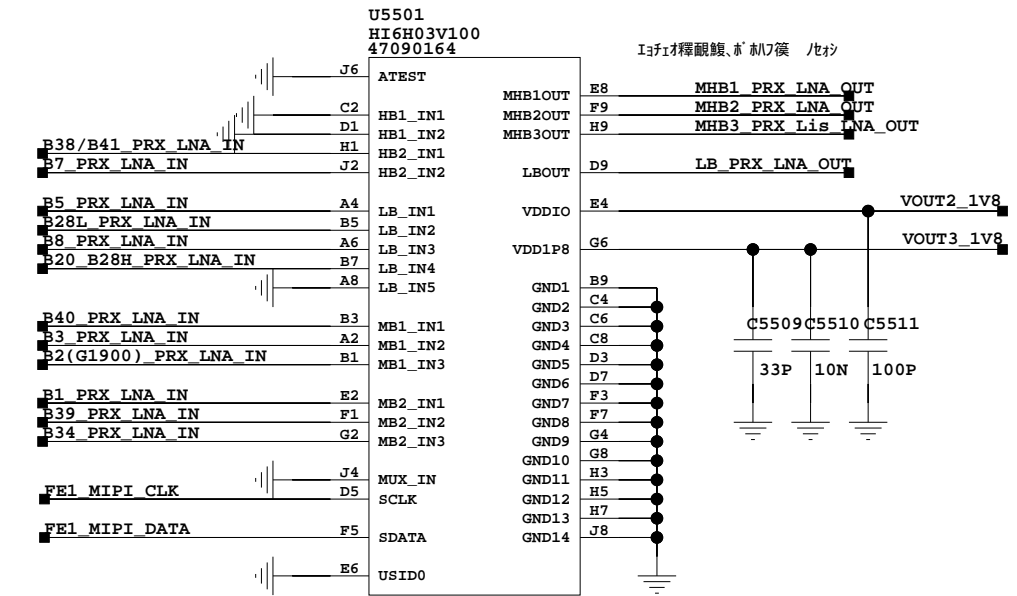 U5501
HI6H03V100
47090164
J6 ATEST
C2 HB1_IN1
D1 HB1_IN2
B38/B41_PRX_LNA_IN H1 HB2_IN1
B7_PRX_LNA_IN J2 HB2_IN2
B5_PRX_LNA_IN A4 LB_IN1
B28L_PRX_LNA_IN B5 LB_IN2
B8_PRX_LNA_IN A6 LB_IN3
B20_B28H_PRX_LNA_IN B7 LB_IN4
A8 LB_IN5
B40_PRX_LNA_IN B3 MB1_IN1
B3_PRX_LNA_IN A2 MB1_IN2
B2(G1900)_PRX_LNA_IN B1 MB1_IN3
B1_PRX_LNA_IN E2 MB2_IN1
B39_PRX_LNA_IN F1 MB2_IN2
B34_PRX_LNA_IN G2 MB2_IN3
J4 MUX_IN
FE1_MIPI_CLK D5 SCLK
FE1_MIPI_DATA F5 SDATA
E6 USID0
MHB1OUT E8 MHB1_PRX_LNA_OUT
MHB2OUT F9 MHB2_PRX_LNA_OUT
MHB3OUT H9 MHB3_PRX_Lis_LNA_OUT
LBOUT D9 LB_PRX_LNA_OUT
VDDIO E4 VOUT2_1V8
VDD1P8 G6 VOUT3_1V8
GND1 B9
GND2 C4
GND3 C6
GND4 C8
GND5 D3
GND6 D7
GND7 F3
GND8 F7
GND9 G4
GND10 G8
GND11 H3
GND12 H5
GND13 H7
GND14 J8
C5509 C5510 C5511
33P 10N 100P